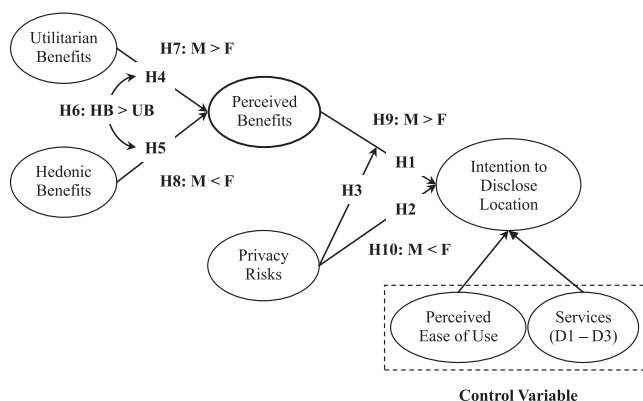 Utilitarian
Benefits
H7: M > F
H4
H6: HB > UB
Perceived
Benefits
H5
Hedonic
Benefits
H8: M < F
H9: M > F
H1
H3
H2
Intention to
Disclose
Location
Privacy
Risks
H10: M < F
Perceived
Ease of Use
Services
(D1 – D3)
Control Variable